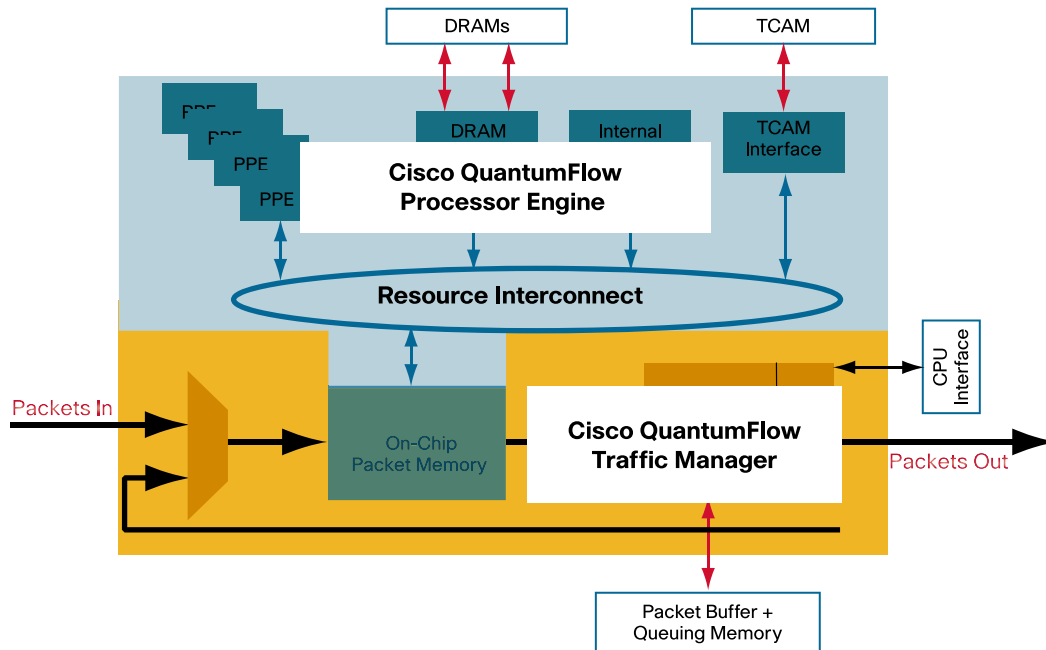 DRAMs
TCAM
PPE
PPE
PPE
PPE
DRAM
Internal
TCAM
Interface
Cisco QuantumFlow
Processor Engine
Resource Interconnect
CPU
Interface
Packets In
On-Chip
Packet Memory
Cisco QuantumFlow
Traffic Manager
Packets Out
Packet Buffer +
Queuing Memory